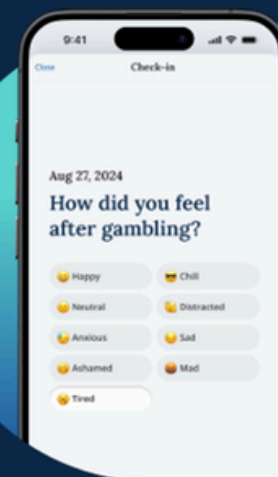 9:41
Close Check-in
Aug 27, 2024
How did you feel
after gambling?
Happy Chill
Neutral Distracted
Anxious Sad
Ashamed Mad
Tired